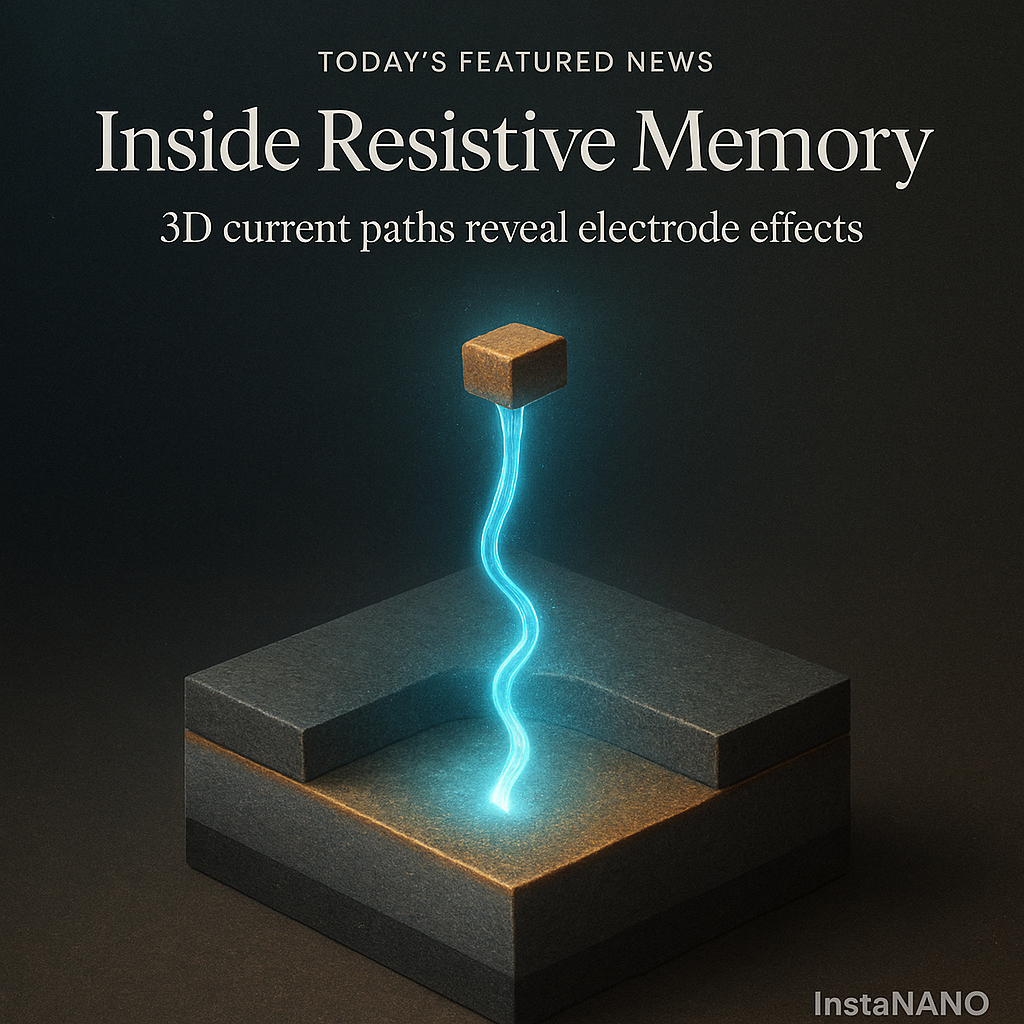 TODAY'S FEATURED NEWS
Inside Resistive Memory
3D current paths reveal electrode effects
InstaNANO